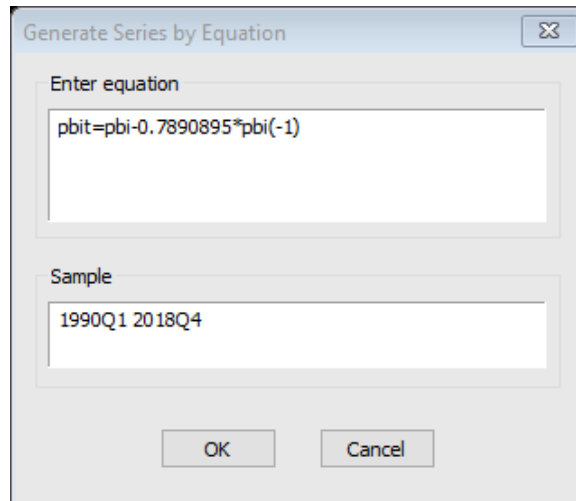 Generate Series by Equation
Enter equation
pbit=pbi-0.7890895*pbi(-1)
Sample
1990Q1 2018Q4
OK
Cancel